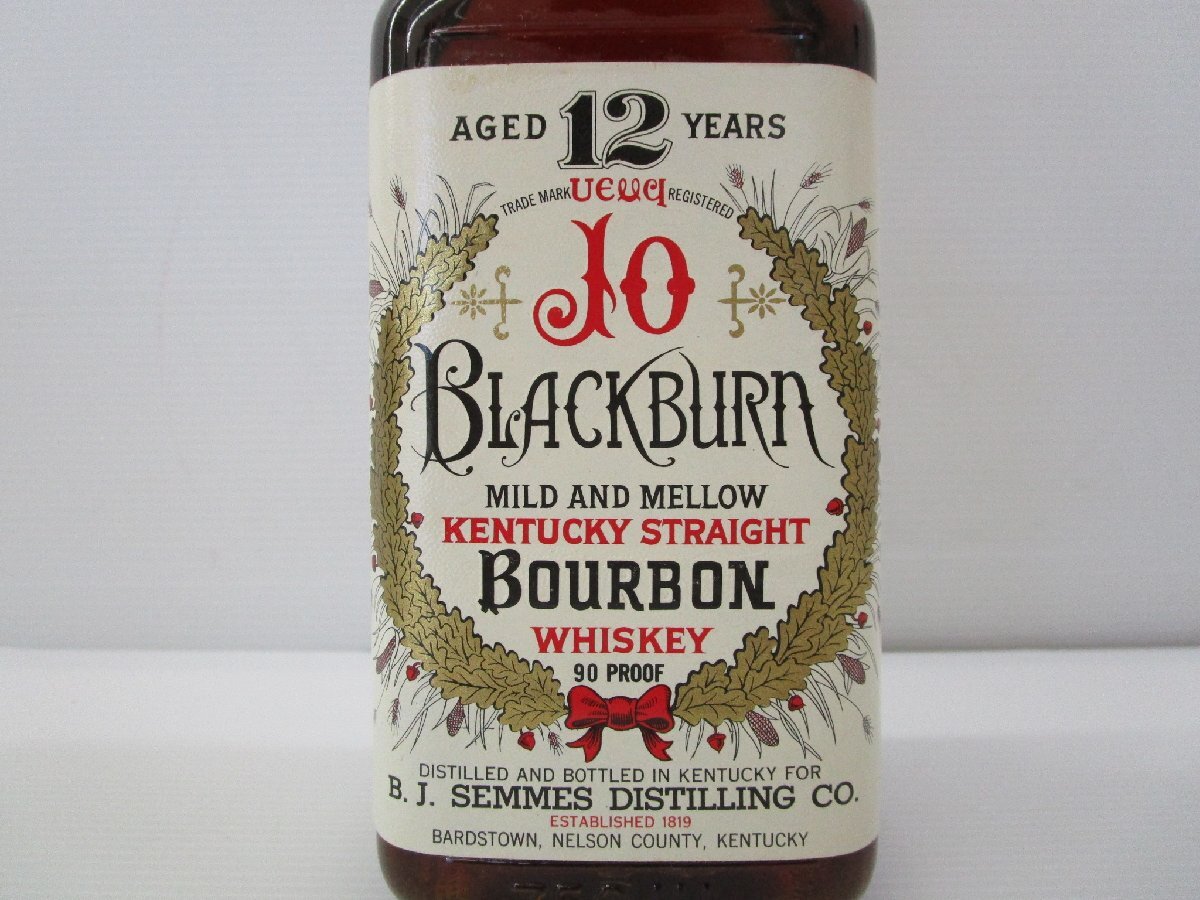 AGED 12 YEARS
TRADE MARK REGISTERED
Jo
BLACKBURN
MILD AND MELLOW
KENTUCKY STRAIGHT
BOURBON
WHISKEY
90 PROOF
DISTILLED AND BOTTLED IN KENTUCKY FOR
B. J. SEMMES DISTILLING CO.
ESTABLISHED 1819
BARDSTOWN, NELSON COUNTY, KENTUCKY